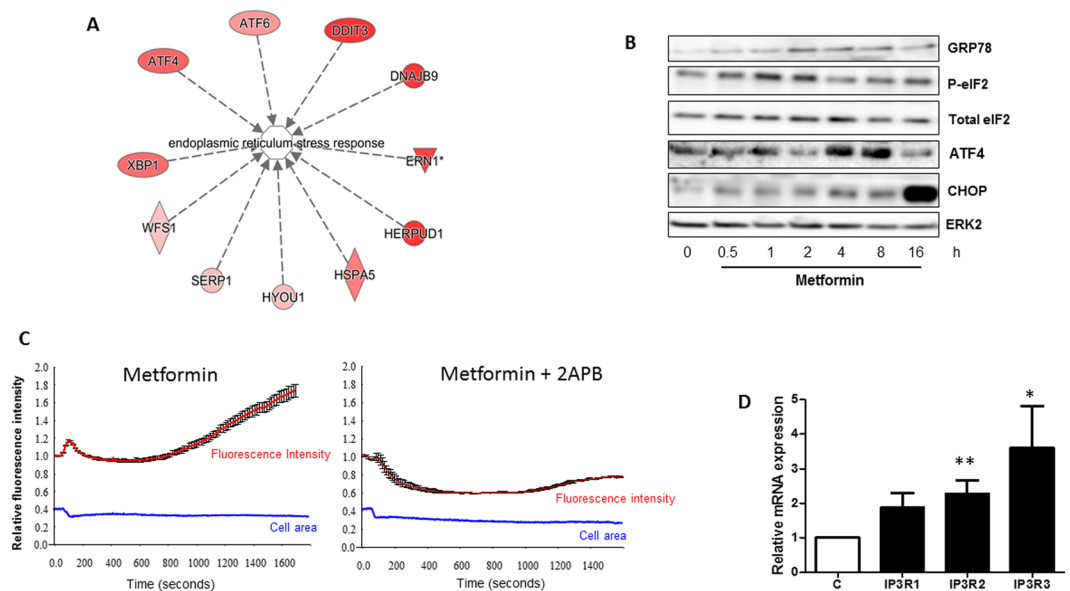 A
ATF6
DDIT3
ATF4
DNAJB9
endoplasmic reticulum stress response
XBP1
ERN1*
WFS1
HERPUD1
SERP1
HSPA5
HYOU1
B
GRP78
P-eIF2
Total eIF2
ATF4
CHOP
ERK2
0 0.5 1 2 4 8 16 h
Metformin
C
Relative fluorescence intensity
2.0
1.8
1.6
1.4
1.2
1.0
0.8
0.6
0.4
0.2
0.0
Metformin
Fluorescence Intensity
Cell area
0.0 200 400 600 800 1000 1200 1400 1600
Time (seconds)
2.0
1.8
1.6
1.4
1.2
1.0
0.8
0.6
0.4
0.2
0.0
Metformin + 2APB
Fluorescence intensity
Cell area
0.0 200 400 600 800 1000 1200 1400
Time (seconds)
D
Relative mRNA expression
5
4
3
2
1
0
**
*
C IP3R1 IP3R2 IP3R3